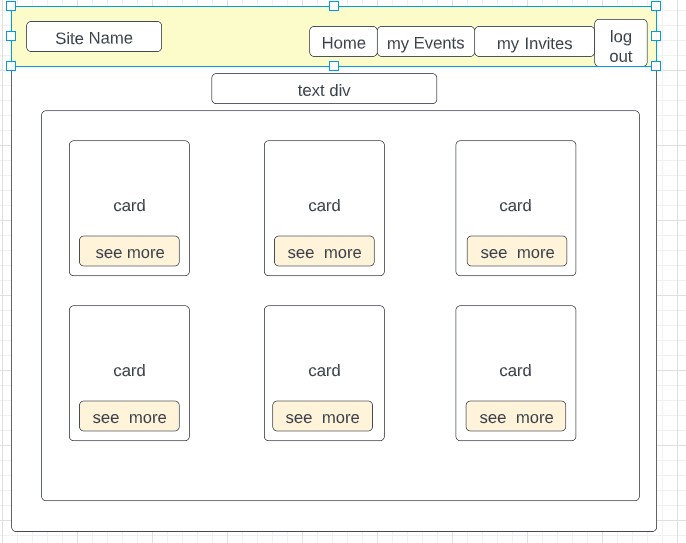 Site Name
Home
my Events
my Invites
log
out
text div
card
card
card
see more
see  more
see  more
card
card
card
see  more
see  more
see  more